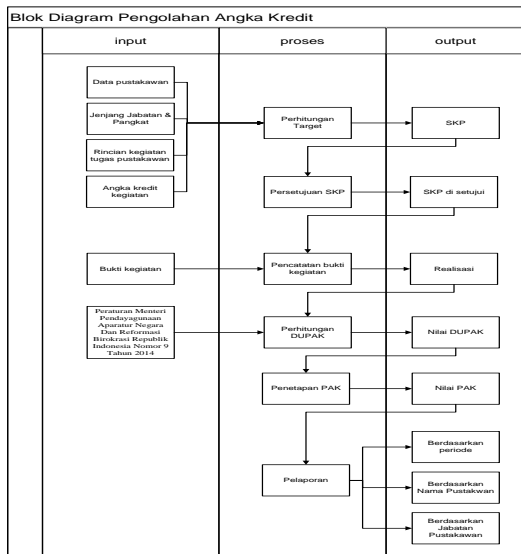 Blok Diagram Pengolahan Angka Kredit
input
proses
output
Data pustakawan
Jenjang Jabatan &
Pangkat
Rincian kegiatan
tugas pustakawan
Angka kredit
kegiatan
Perhitungan
Target
SKP
Persetujuan SKP
SKP di setujui
Bukti kegiatan
Pencatatan bukti
kegiatan
Realisasi
Peraturan Menteri
Pendayagunaan
Aparatur Negara
Dan Reformasi
Birokrasi Republik
Indonesia Nomor 9
Tahun 2014
Perhitungan
DUPAK
Nilai DUPAK
Penetapan PAK
Nilai PAK
Pelaporan
Berdasarkan
periode
Berdasarkan
Nama Pustakwan
Berdasarkan
Jabatan
Pustakawan